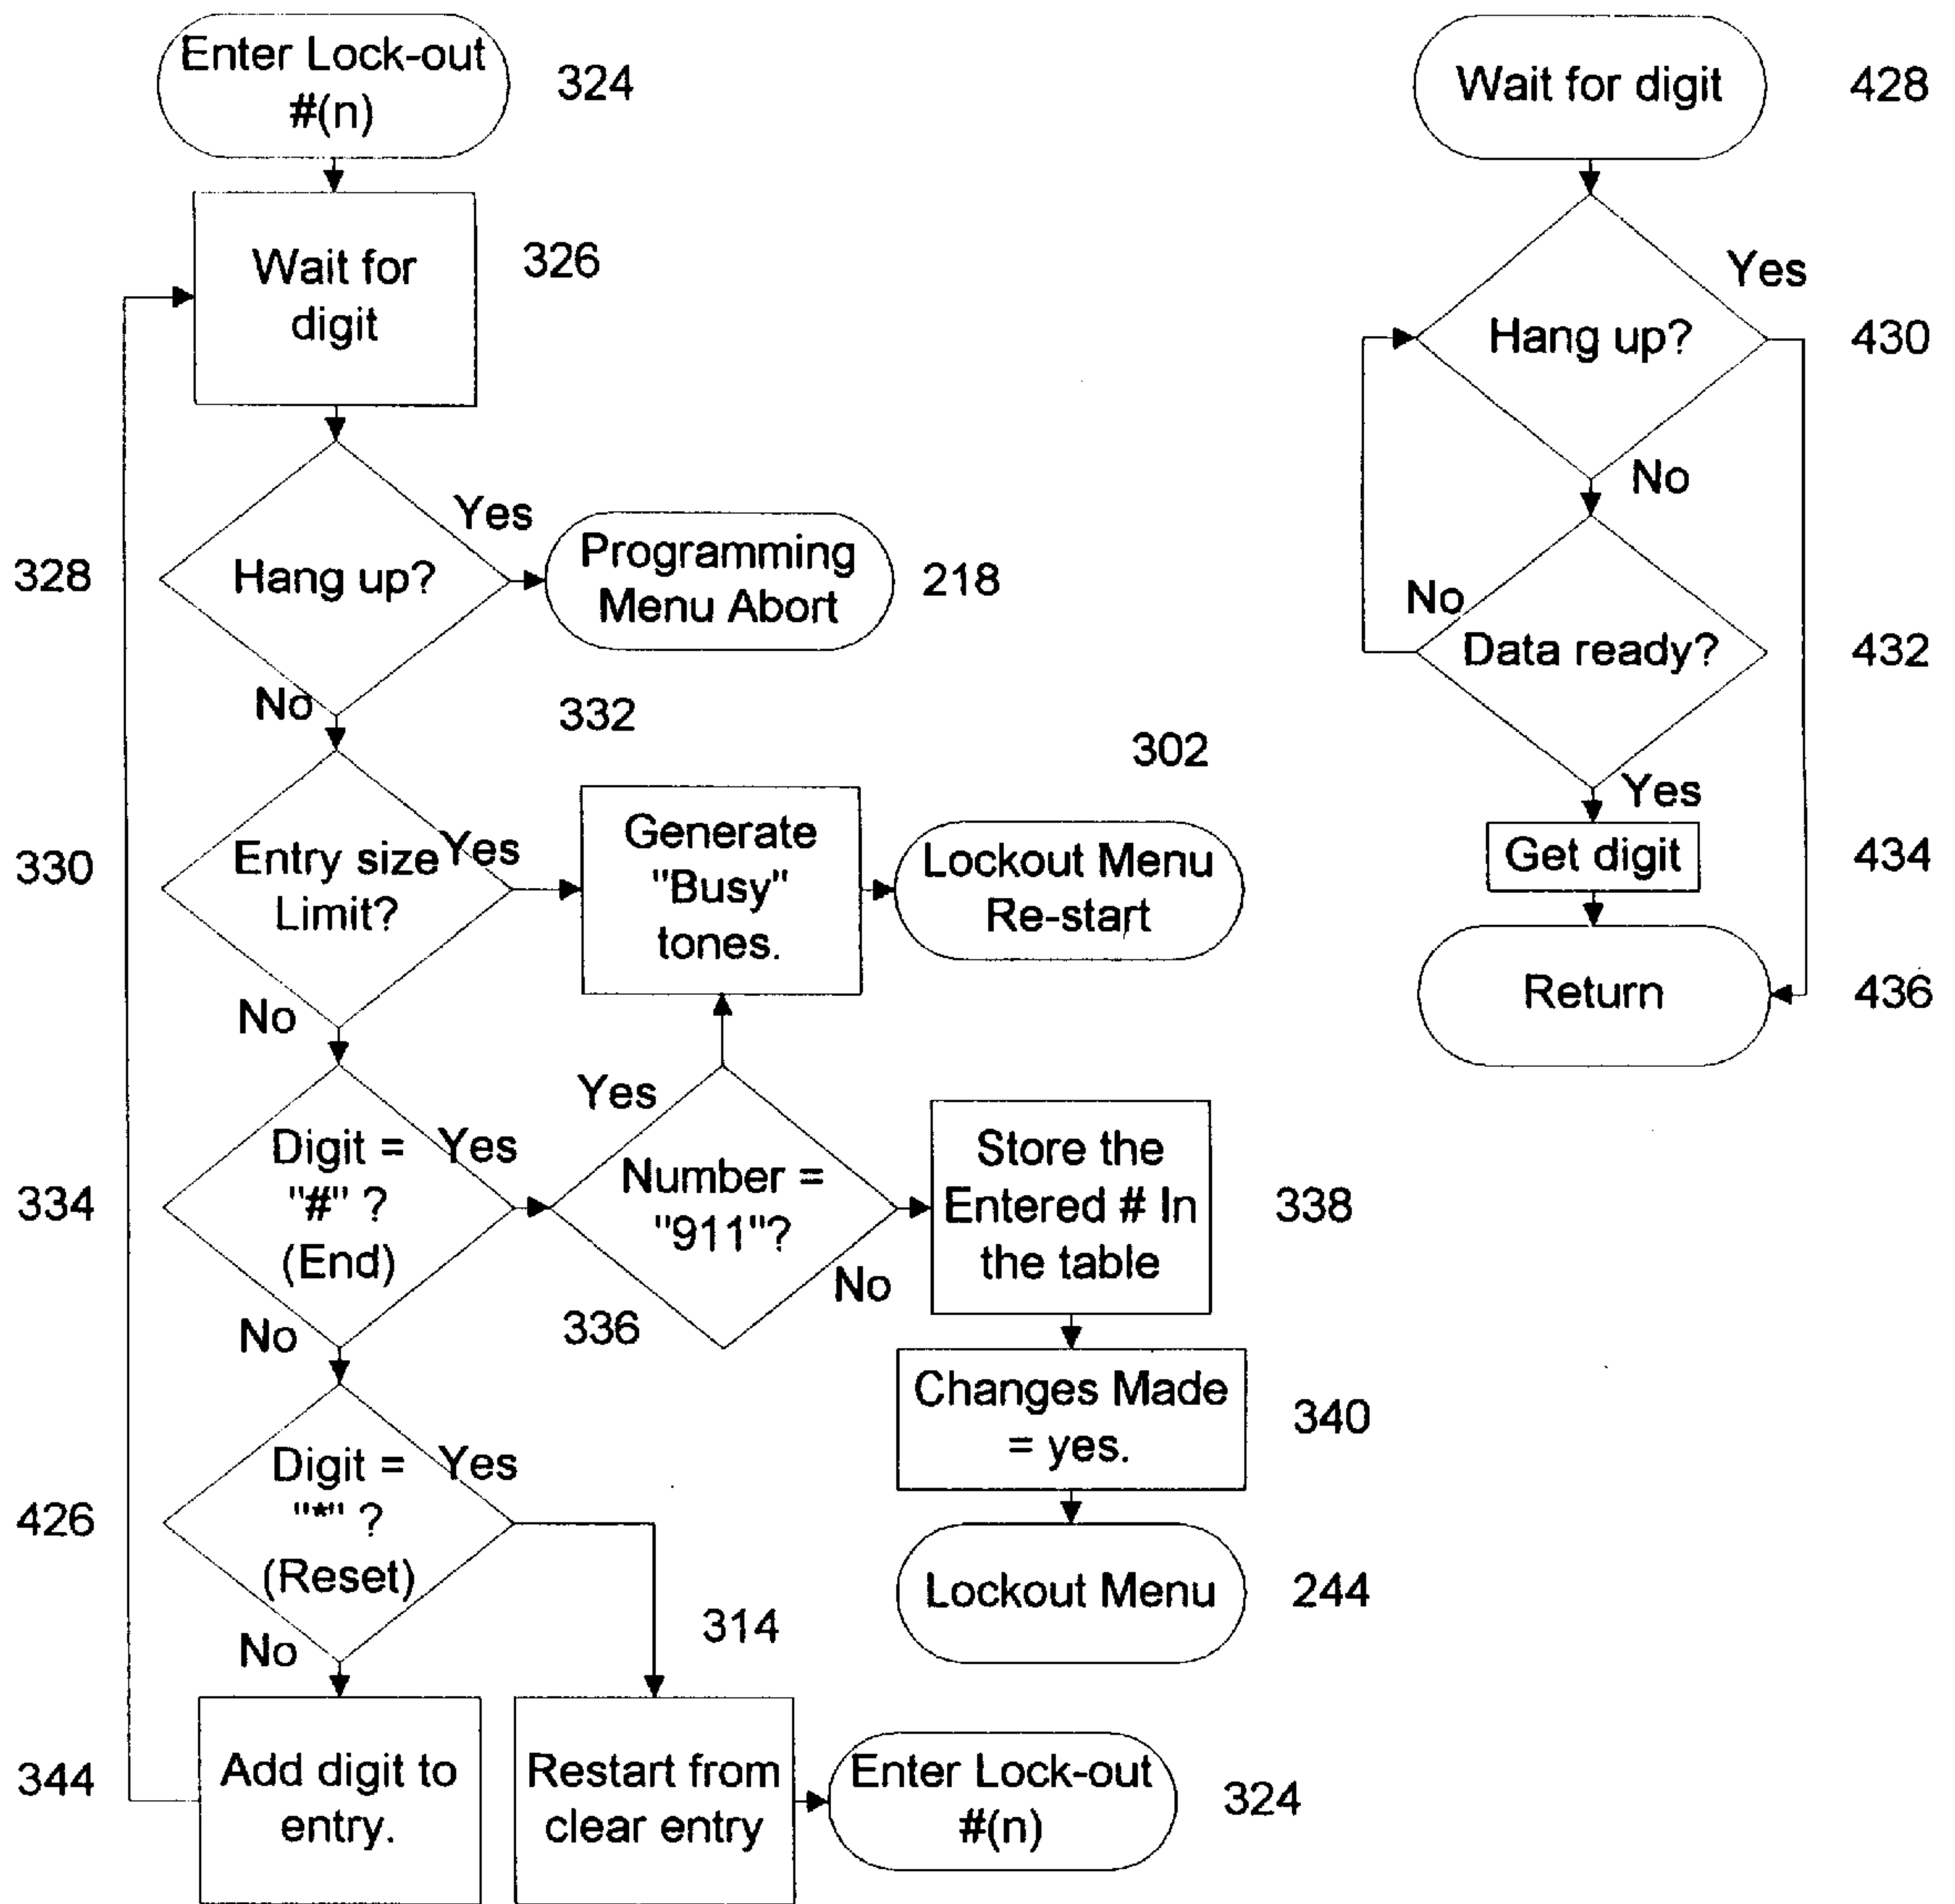 Enter Lock-out
#(n)
324
Wait for
digit
326
Hang up?
328
Yes
Programming
Menu Abort
218
No
332
Entry size
Limit?
330
Yes
Generate
"Busy"
tones.
302
Lockout Menu
Re-start
No
Digit =
"#" ?
(End)
334
Yes
Yes
Number =
"911"?
336
No
Store the
Entered # In
the table
338
Changes Made
= yes.
340
Lockout Menu
244
No
Digit =
"*" ?
(Reset)
426
Yes
314
No
Add digit to
entry.
344
Restart from
clear entry
Enter Lock-out
#(n)
324
Wait for digit
428
Yes
Hang up?
430
No
No
Data ready?
432
Yes
Get digit
434
Return
436